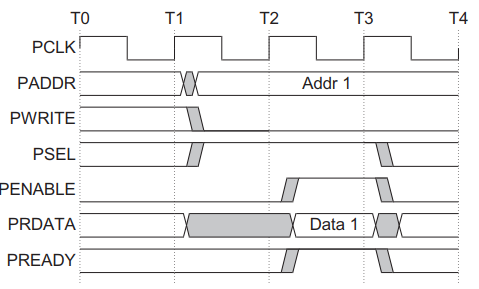 T0 T1 T2 T3 T4
PCLK
PADDR Addr 1
PWRITE
PSEL
PENABLE
PRDATA Data 1
PREADY